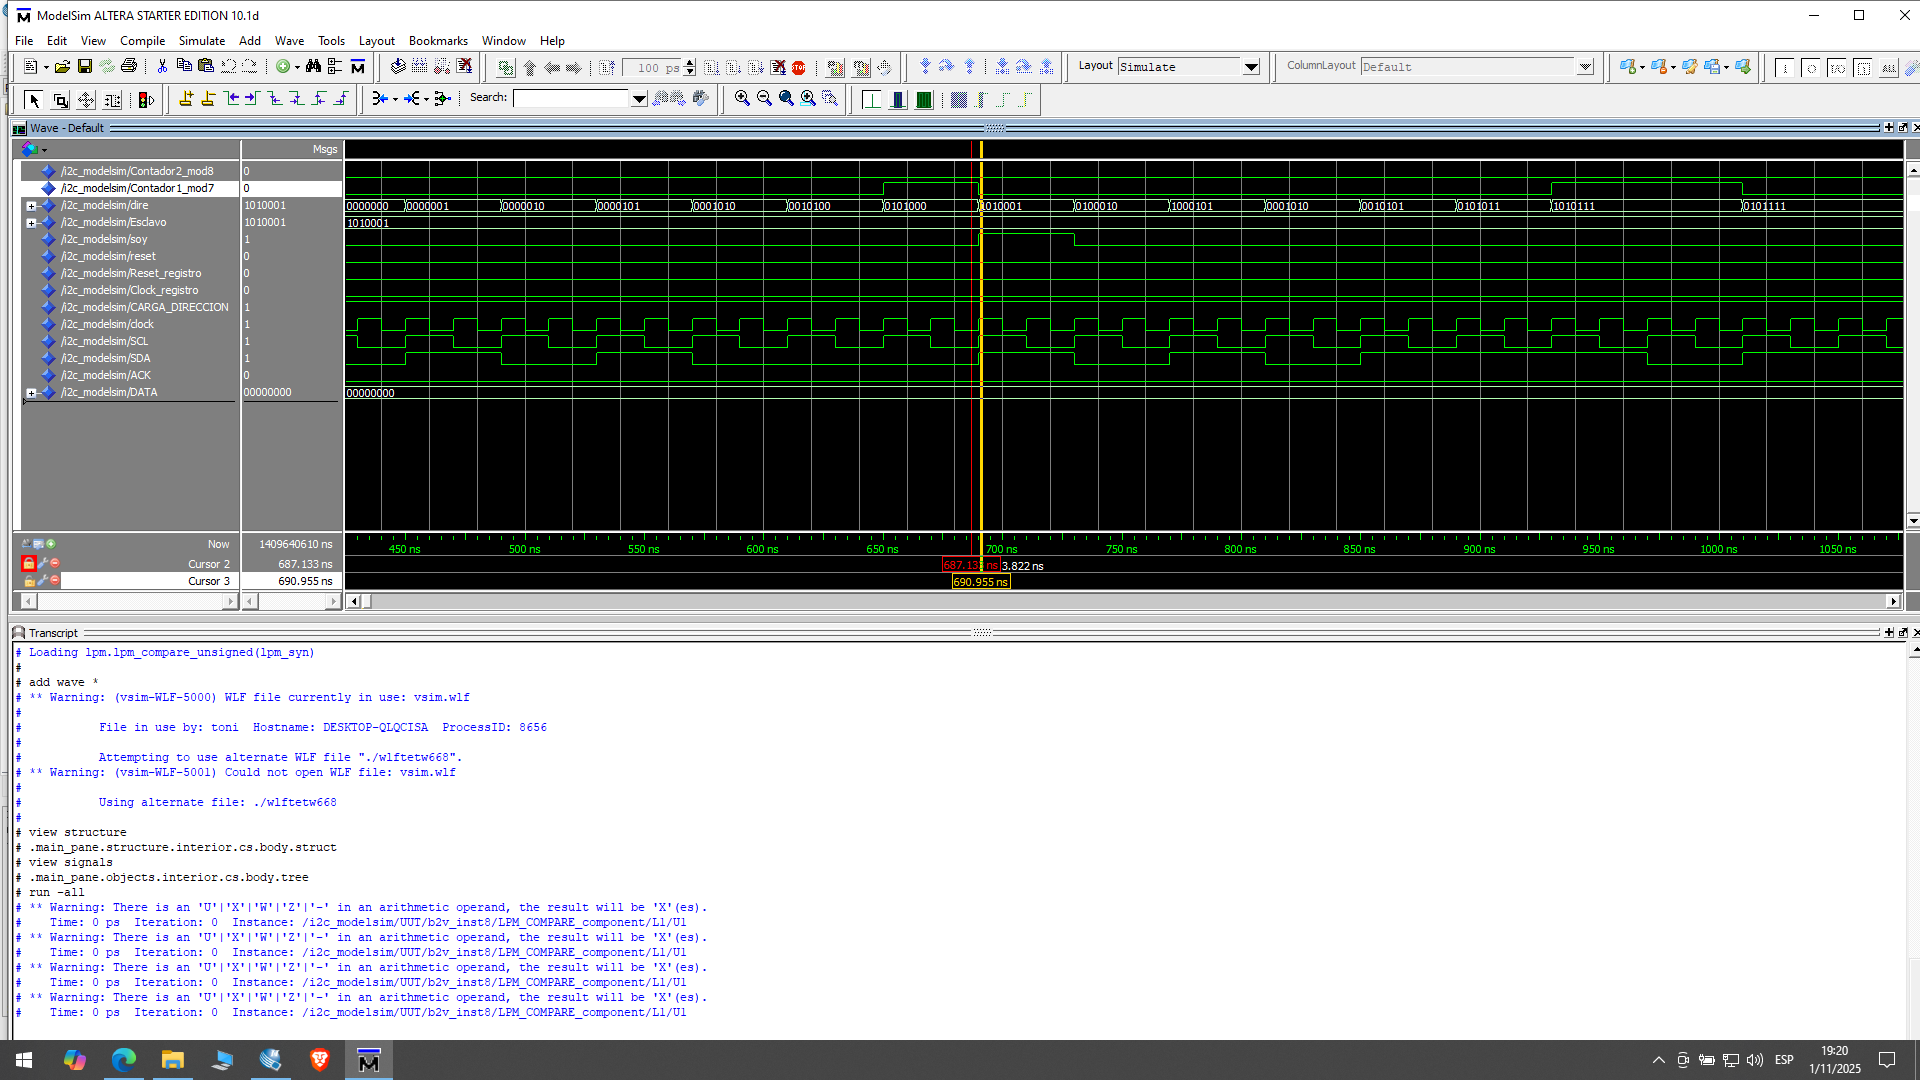 ModelSim ALTERA STARTER EDITION 10.1d
File Edit View Compile Simulate Add Wave Tools Layout Bookmarks Window Help
100 ps Layout Simulate ColumnLayout Default
Search:
Wave - Default
Msgs
/i2c_modelsim/Contador2_mod8 0
/i2c_modelsim/Contador1_mod7 0
/i2c_modelsim/dire 1010001 0000000 0000001 0000010 0000101 0001010 0010100 0101000 1010001 0100010 1000101 0001010 0010101 0101011 1010111 0101111
/i2c_modelsim/Esclavo 1010001 1010001
/i2c_modelsim/soy 1
/i2c_modelsim/reset 0
/i2c_modelsim/Reset_registro 0
/i2c_modelsim/Clock_registro 0
/i2c_modelsim/CARGA_DIRECCION 1
/i2c_modelsim/clock 1
/i2c_modelsim/SCL 1
/i2c_modelsim/SDA 1
/i2c_modelsim/ACK 0
/i2c_modelsim/DATA 00000000 00000000
Now 1409640610 ns 450 ns 500 ns 550 ns 600 ns 650 ns 700 ns 750 ns 800 ns 850 ns 900 ns 950 ns 1000 ns 1050 ns
Cursor 2 687.133 ns 687.133 ns 3.822 ns
Cursor 3 690.955 ns 690.955 ns
Transcript
# Loading lpm.lpm_compare_unsigned(lpm_syn)
#
# add wave *
# ** Warning: (vsim-WLF-5000) WLF file currently in use: vsim.wlf
#
# File in use by: toni Hostname: DESKTOP-QLQCISA ProcessID: 8656
#
# Attempting to use alternate WLF file "./wlftetw668".
# ** Warning: (vsim-WLF-5001) Could not open WLF file: vsim.wlf
#
# Using alternate file: ./wlftetw668
#
# view structure
# .main_pane.structure.interior.cs.body.struct
# view signals
# .main_pane.objects.interior.cs.body.tree
# run -all
# ** Warning: There is an 'U'|'X'|'W'|'Z'|'-' in an arithmetic operand, the result will be 'X'(es).
# Time: 0 ps Iteration: 0 Instance: /i2c_modelsim/UUT/b2v_inst8/LPM_COMPARE_component/L1/U1
# ** Warning: There is an 'U'|'X'|'W'|'Z'|'-' in an arithmetic operand, the result will be 'X'(es).
# Time: 0 ps Iteration: 0 Instance: /i2c_modelsim/UUT/b2v_inst8/LPM_COMPARE_component/L1/U1
# ** Warning: There is an 'U'|'X'|'W'|'Z'|'-' in an arithmetic operand, the result will be 'X'(es).
# Time: 0 ps Iteration: 0 Instance: /i2c_modelsim/UUT/b2v_inst8/LPM_COMPARE_component/L1/U1
# ** Warning: There is an 'U'|'X'|'W'|'Z'|'-' in an arithmetic operand, the result will be 'X'(es).
# Time: 0 ps Iteration: 0 Instance: /i2c_modelsim/UUT/b2v_inst8/LPM_COMPARE_component/L1/U1
ESP 19:20
1/11/2025